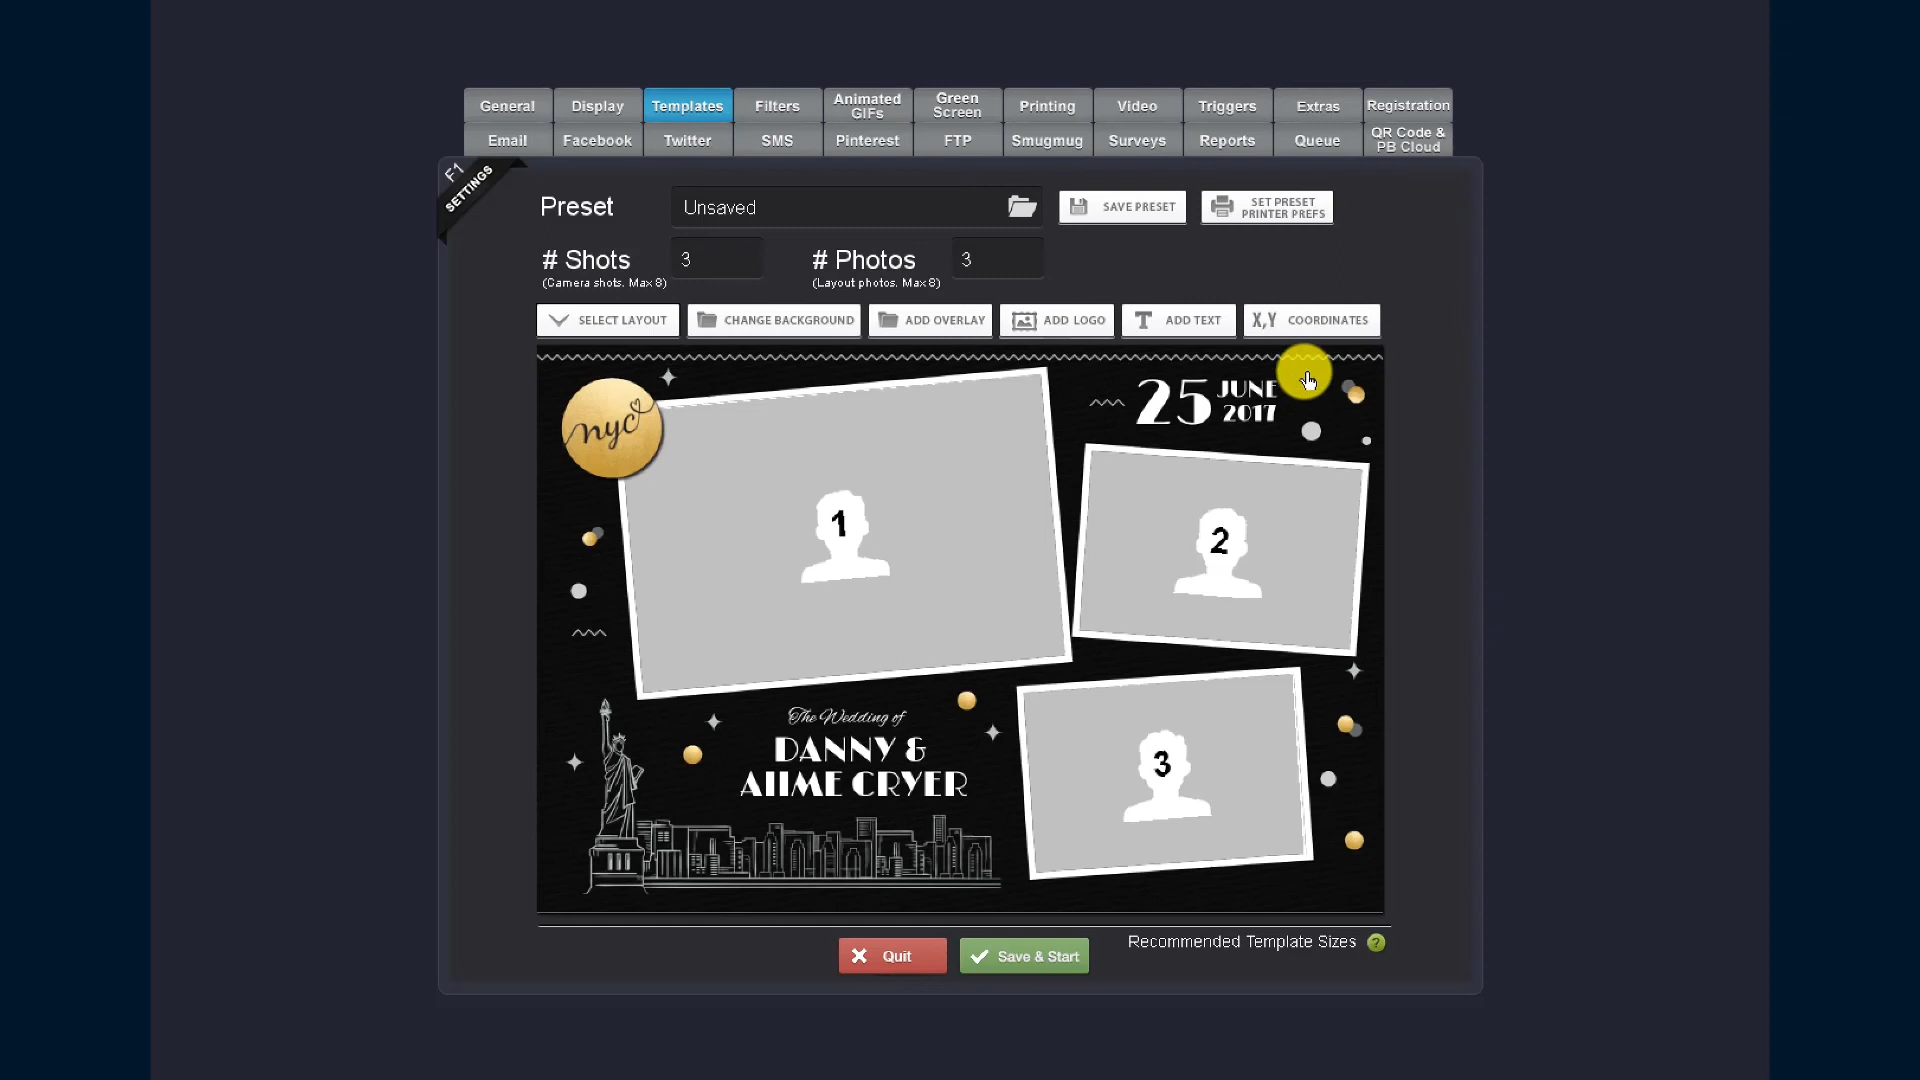 General Display Templates Filters Animated GIFs Green Screen Printing Video Triggers Extras Registration
Email Facebook Twitter SMS Pinterest FTP Smugmug Surveys Reports Queue QR Code & PB Cloud
F1
SETTINGS
Preset Unsaved SAVE PRESET SET PRESET PRINTER PREFS
# Shots 3 # Photos 3
(Camera shots. Max 8) (Layout photos. Max 8)
SELECT LAYOUT CHANGE BACKGROUND ADD OVERLAY ADD LOGO T ADD TEXT X,Y COORDINATES
nyc
25 JUNE 2017
1
2
The Wedding of
DANNY &
AIIME CRYER
3
Quit Save & Start Recommended Template Sizes ?